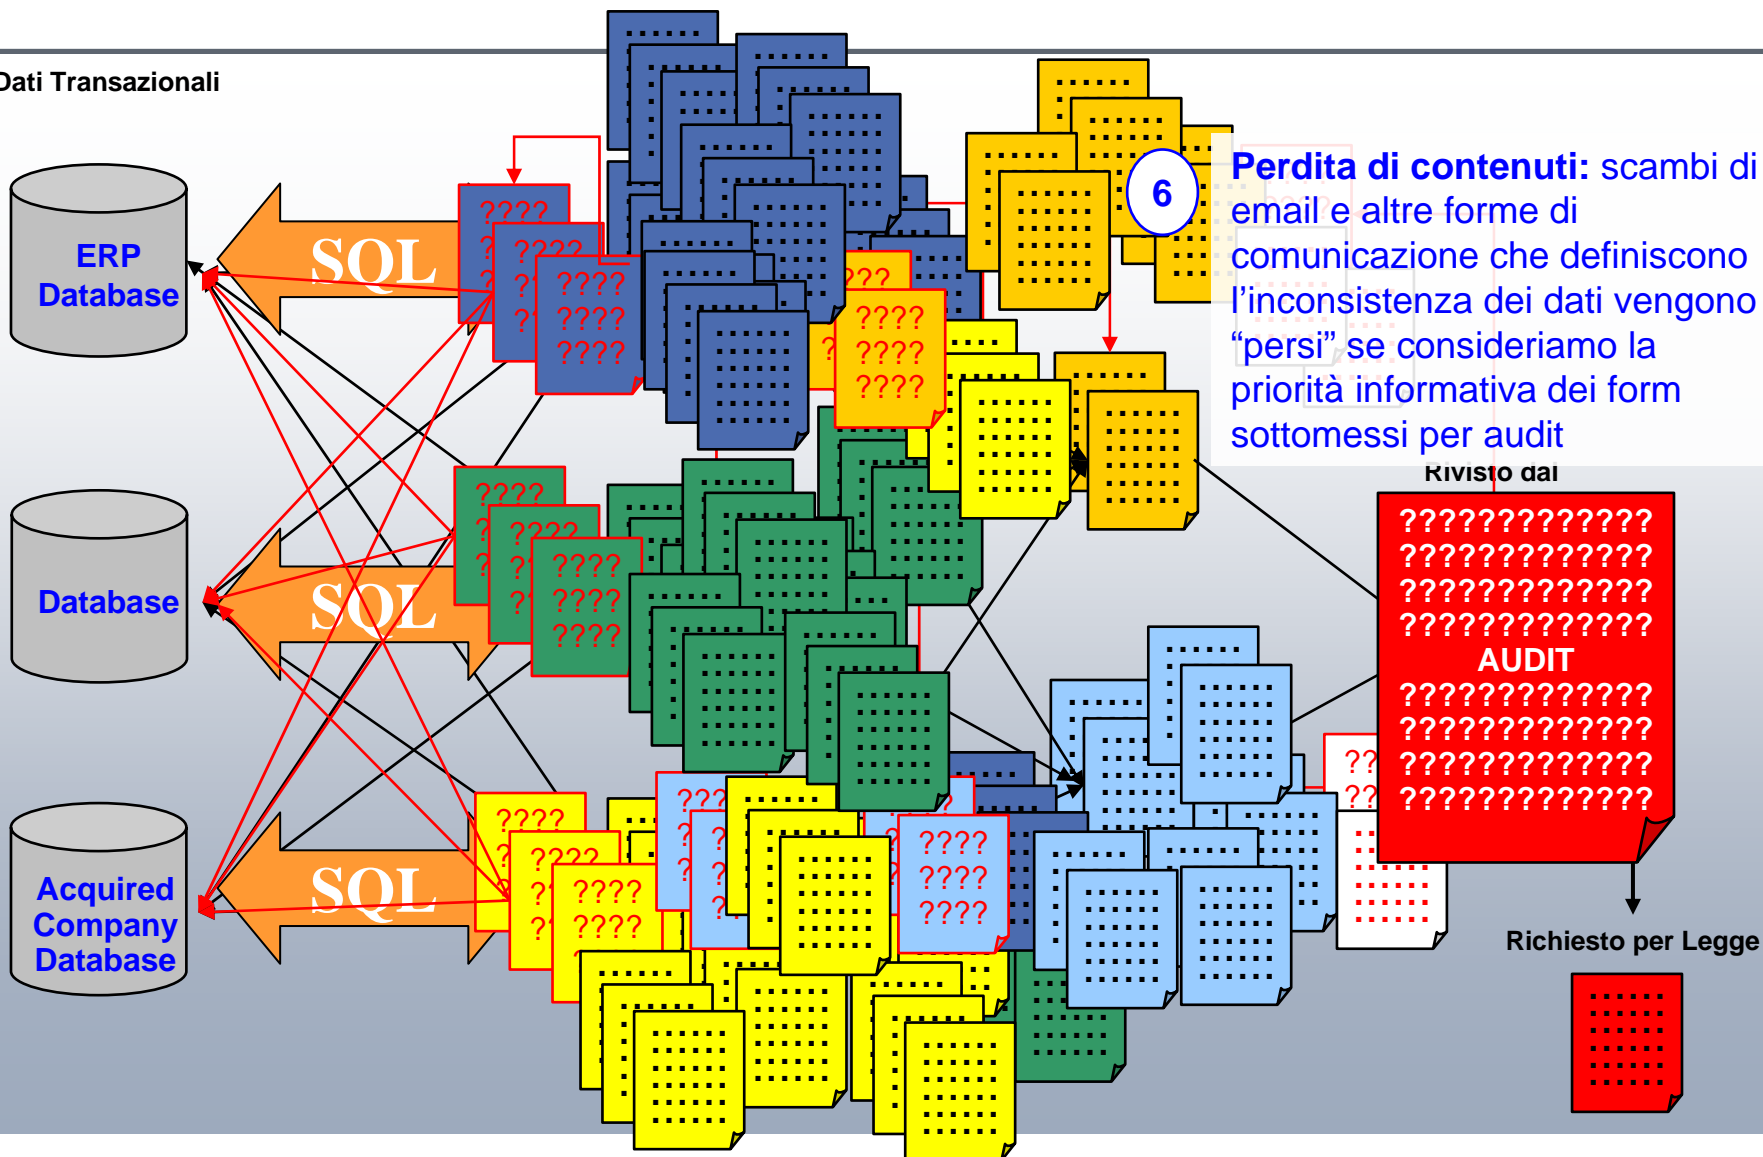 Dati Transazionali
ERP
Database
SQL
????
????
????
????
6
Perdita di contenuti: scambi di
email e altre forme di
comunicazione che definiscono
l’inconsistenza dei dati vengono
“persi” se consideriamo la
priorità informativa dei form
sottomessi per audit
Rivisto dai
????
????
????
Database
SQL
????
????
????
????
?????????????
?????????????
?????????????
?????????????
AUDIT
?????????????
?????????????
?????????????
?????????????
Acquired
Company
Database
SQL
????
????
????
????
????
????
????
Richiesto per Legge